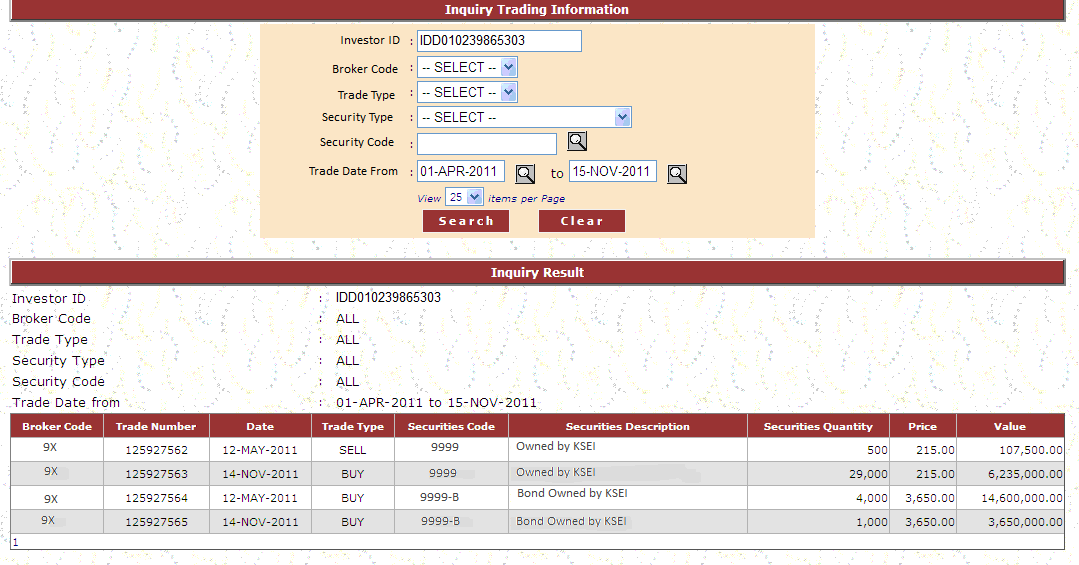 Inquiry Trading Information
Investor ID : IDD010239865303
Broker Code : -- SELECT --
Trade Type : -- SELECT --
Security Type : -- SELECT --
Security Code :
Trade Date From : 01-APR-2011 to 15-NOV-2011
View 25 items per Page
Search Clear
Inquiry Result
Investor ID : IDD010239865303
Broker Code : ALL
Trade Type : ALL
Security Type : ALL
Security Code : ALL
Trade Date from : 01-APR-2011 to 15-NOV-2011
Broker Code Trade Number Date Trade Type Securities Code Securities Description Securities Quantity Price Value
9X 125927562 12-MAY-2011 SELL 9999 Owned by KSEI 500 215.00 107,500.00
9X 125927563 14-NOV-2011 BUY 9999 Owned by KSEI 29,000 215.00 6,235,000.00
9X 125927564 12-MAY-2011 BUY 9999-B Bond Owned by KSEI 4,000 3,650.00 14,600,000.00
9X 125927565 14-NOV-2011 BUY 9999-B Bond Owned by KSEI 1,000 3,650.00 3,650,000.00
1